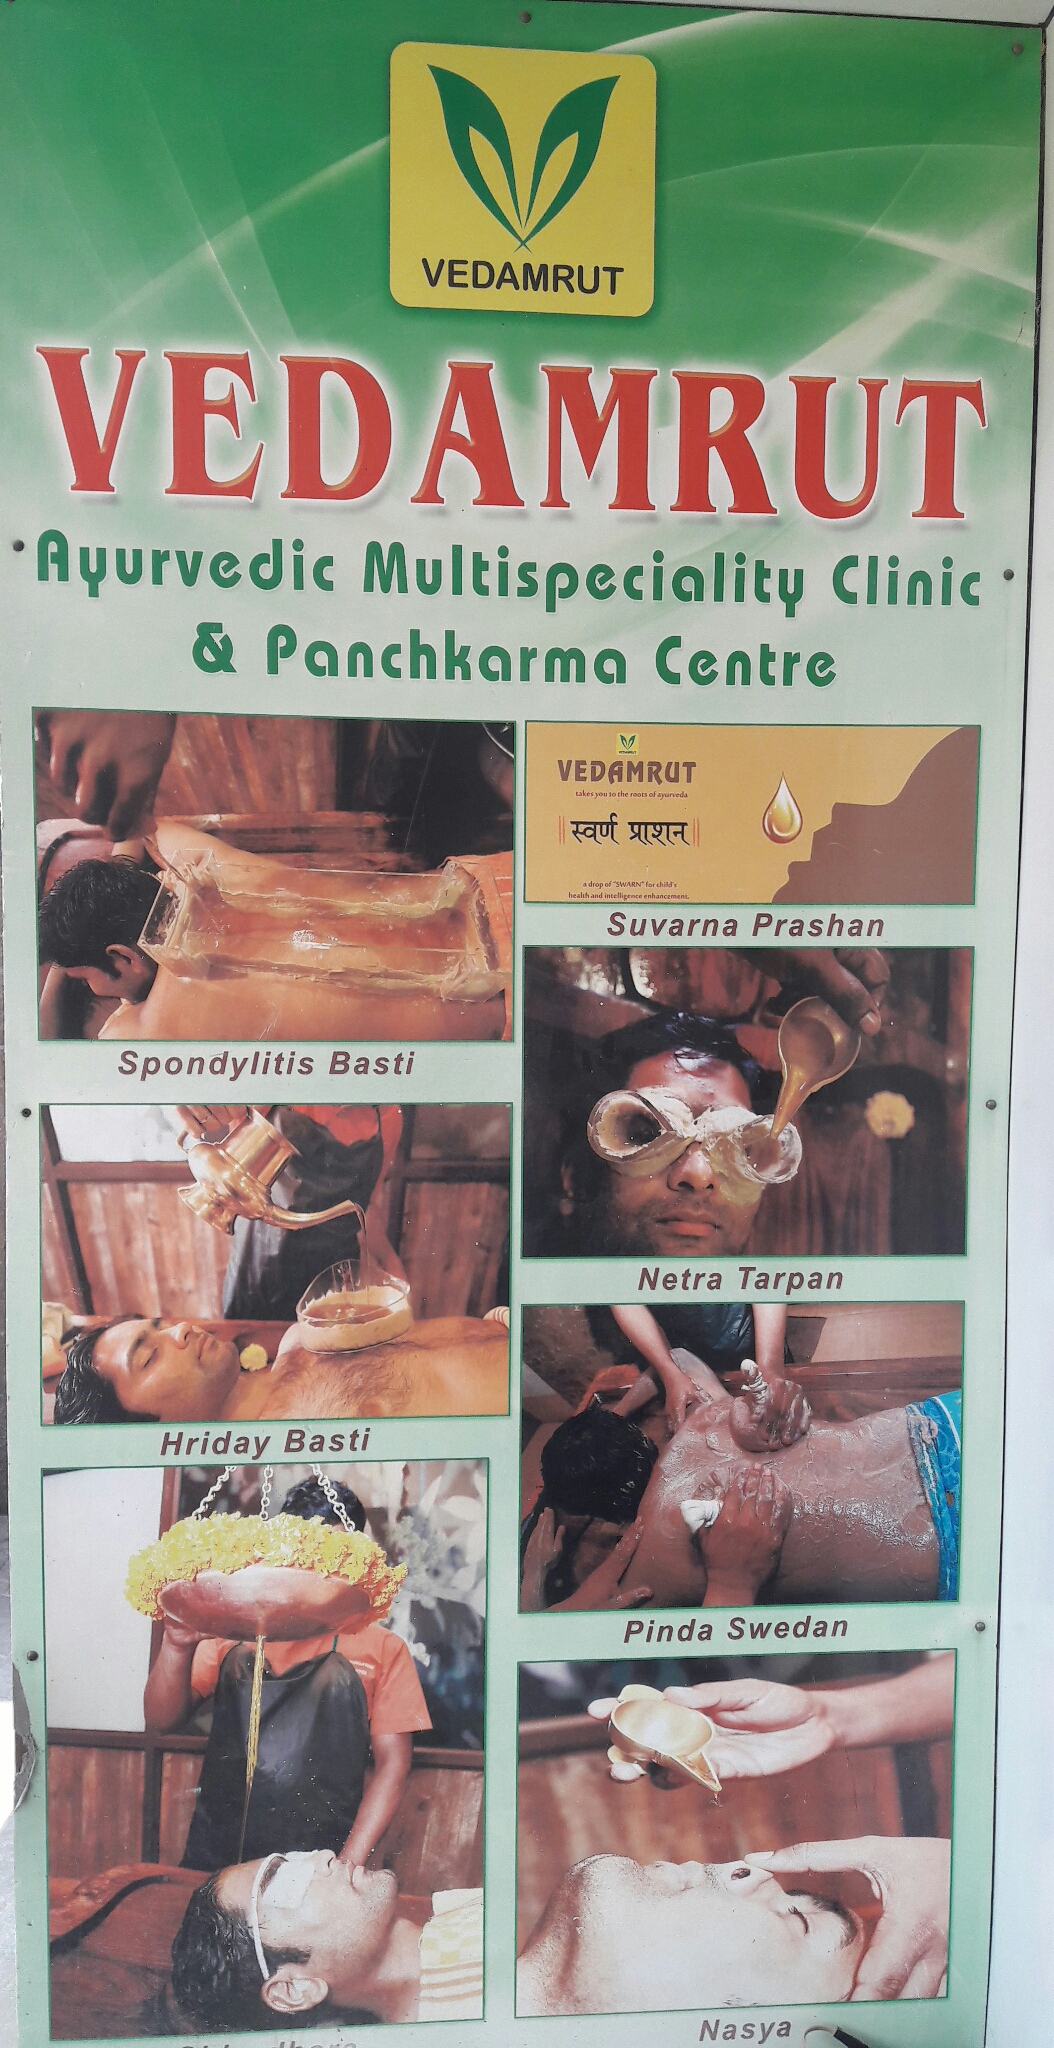 VEDAMRUT
VEDAMRUT
Ayurvedic Multispeciality Clinic
& Panchkarma Centre
VEDAMRUT
VEDAMRUT
takes you to the roots of ayurveda
स्वर्ण प्राशन
a drop of "SWARN" for child's
health and intelligence enhancement.
Suvarna Prashan
Spondylitis Basti
Netra Tarpan
Hriday Basti
Pinda Swedan
Nasya